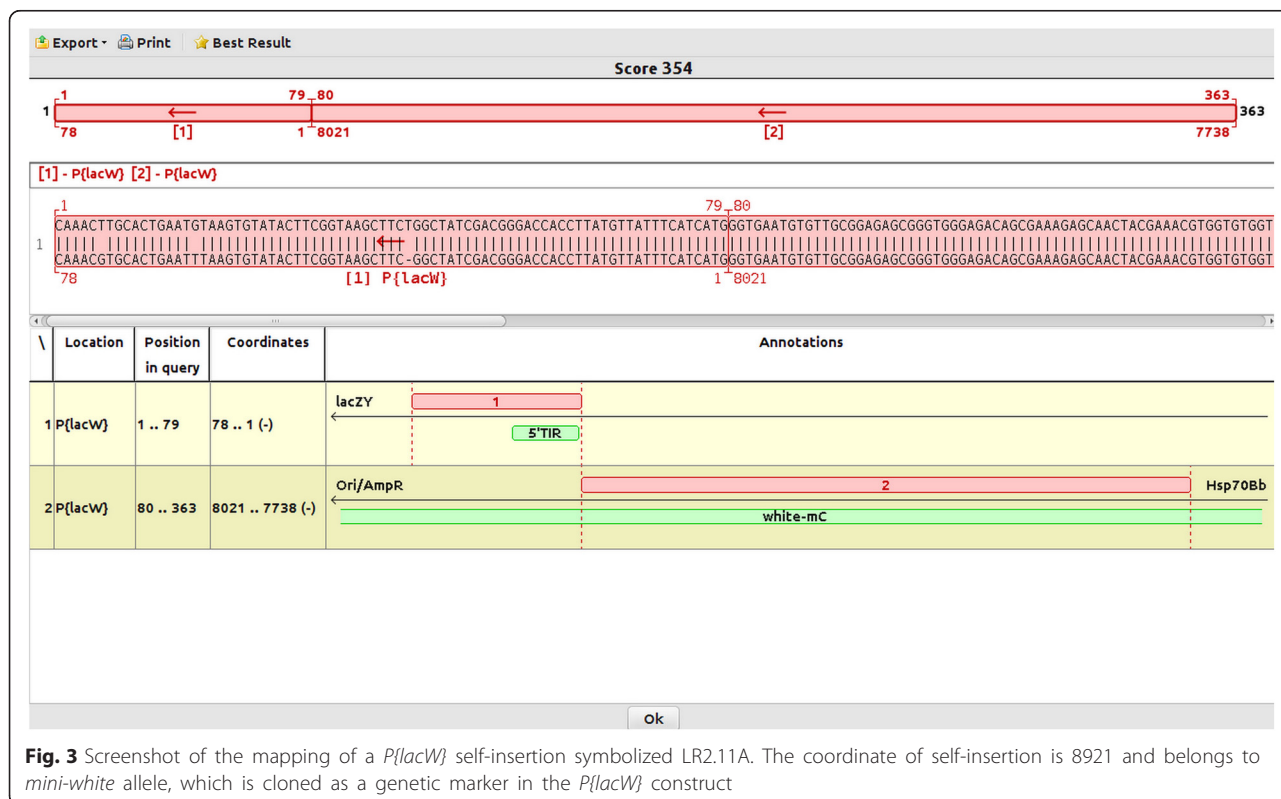 Export Print Best Result
Score 354
1 79 80 363
1 363
78 [1] 1 8021 [2] 7738
[1] - P{lacW} [2] - P{lacW}
1 79 80
CAAACTTGCACTGAATGTAAGTGTATACTTCGGTAAGCTTCTGGCTATCGACGGGACCACCTTATGTTATTTCATCATGGGTGAATGTGTTGCGGAGAGCGGGTGGGAGACAGCGAAAGAGCAACTACGAAACGTGGTGTGGT
1
CAAACGTGCACTGAATTTAAGTGTATACTTCGGTAAGCTTC-GGCTATCGACGGGACCACCTTATGTTATTTCATCATGGGTGAATGTGTTGCGGAGAGCGGGTGGGAGACAGCGAAAGAGCAACTACGAAACGTGGTGTGGT
78 [1] P{lacW} 1 8021
\ Location Position in query Coordinates Annotations
1 P{lacW} 1 .. 79 78 .. 1 (-) lacZY 1
5'TIR
2 P{lacW} 80 .. 363 8021 .. 7738 (-) Ori/AmpR 2 Hsp70Bb
white-mC
Ok
Fig. 3 Screenshot of the mapping of a P{lacW} self-insertion symbolized LR2.11A. The coordinate of self-insertion is 8921 and belongs to
mini-white allele, which is cloned as a genetic marker in the P{lacW} construct